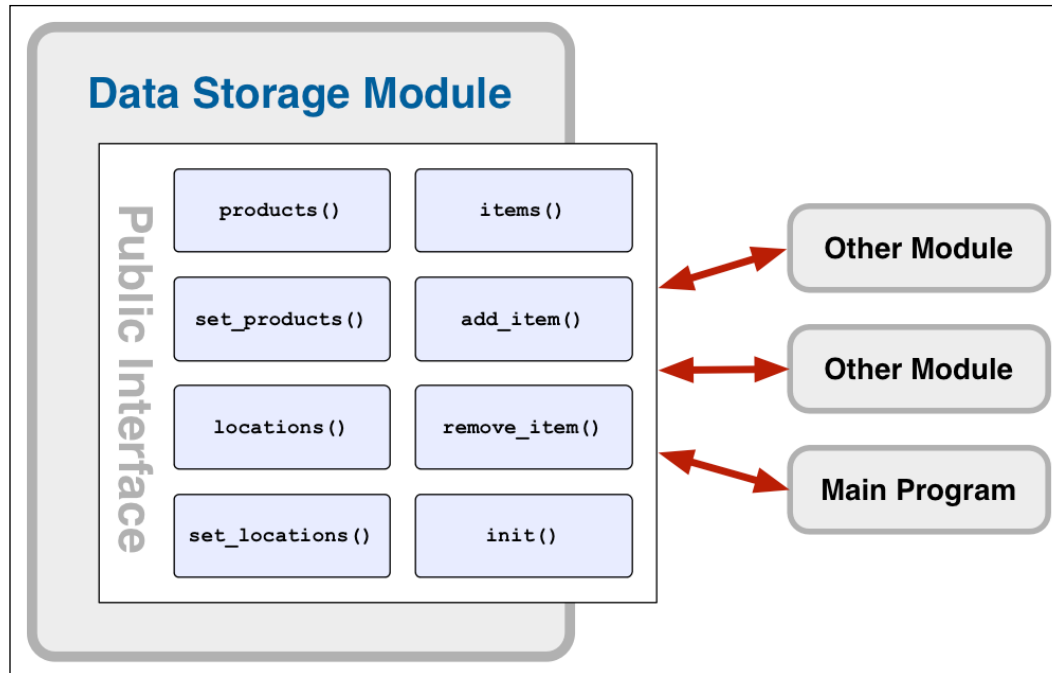 Data Storage Module
Public Interface
products()
items()
set_products()
add_item()
locations()
remove_item()
set_locations()
init()
Other Module
Other Module
Main Program